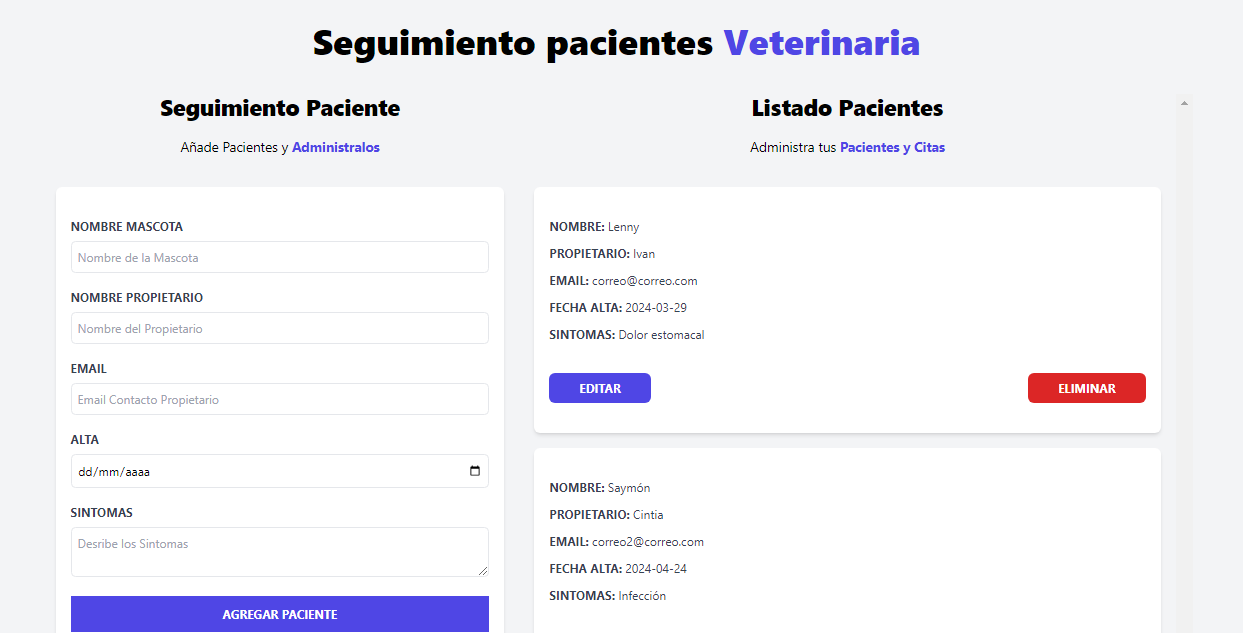 Seguimiento pacientes Veterinaria
Seguimiento Paciente
Añade Pacientes y Administralos
NOMBRE MASCOTA
Nombre de la Mascota
NOMBRE PROPIETARIO
Nombre del Propietario
EMAIL
Email Contacto Propietario
ALTA
dd/mm/aaaa
SINTOMAS
Desribe los Sintomas
AGREGAR PACIENTE
Listado Pacientes
Administra tus Pacientes y Citas
NOMBRE: Lenny
PROPIETARIO: Ivan
EMAIL: correo@correo.com
FECHA ALTA: 2024-03-29
SINTOMAS: Dolor estomacal
EDITAR
ELIMINAR
NOMBRE: Saymón
PROPIETARIO: Cintia
EMAIL: correo2@correo.com
FECHA ALTA: 2024-04-24
SINTOMAS: Infección